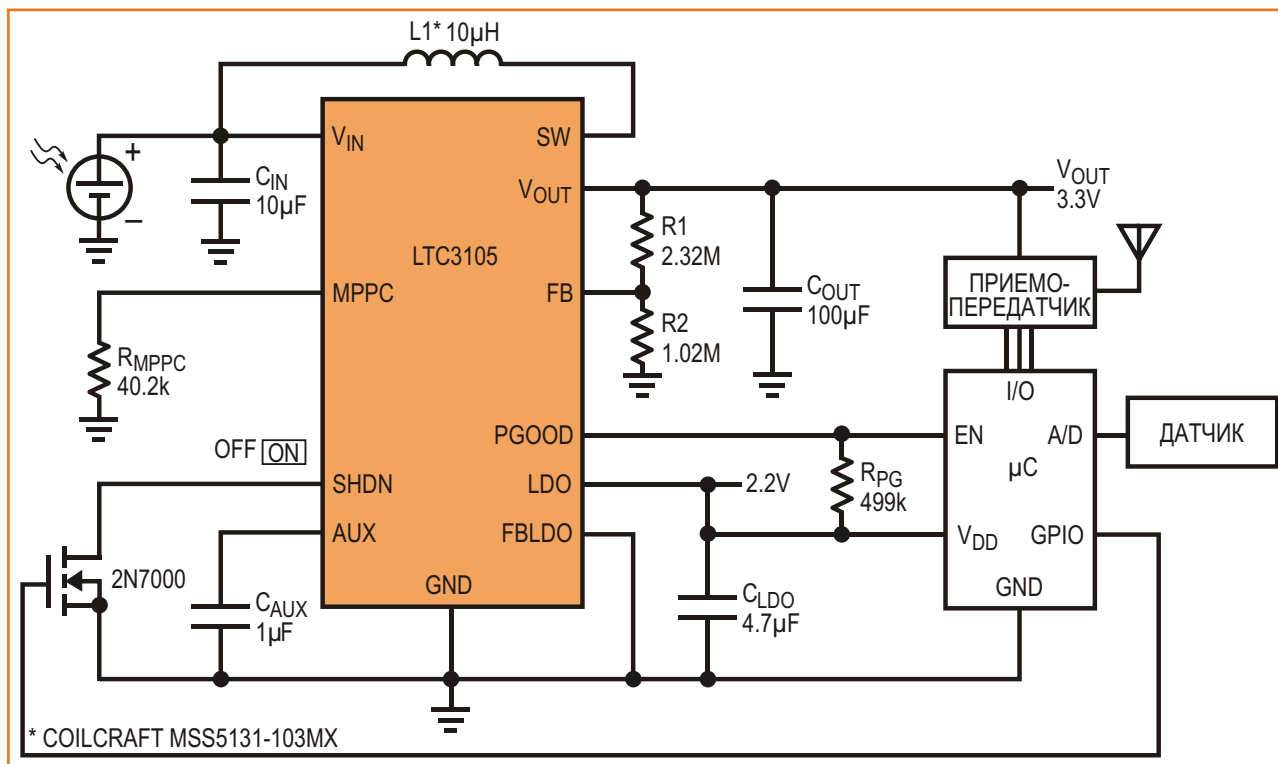 L1* 10µH
VIN
SW
+
–
CIN
10µF
VOUT
VOUT
3.3V
LTC3105
R1
2.32M
MPPC
FB
COUT
100µF
ПРИЕМО-
ПЕРЕДАТЧИК
R2
1.02M
RMPPC
40.2k
I/O
PGOOD
EN
A/D
ДАТЧИК
µC
OFF ON
SHDN
LDO
2.2V
RPG
499k
AUX
FBLDO
VDD
GPIO
2N7000
GND
GND
CAUX
1µF
CLDO
4.7µF
* COILCRAFT MSS5131-103MX